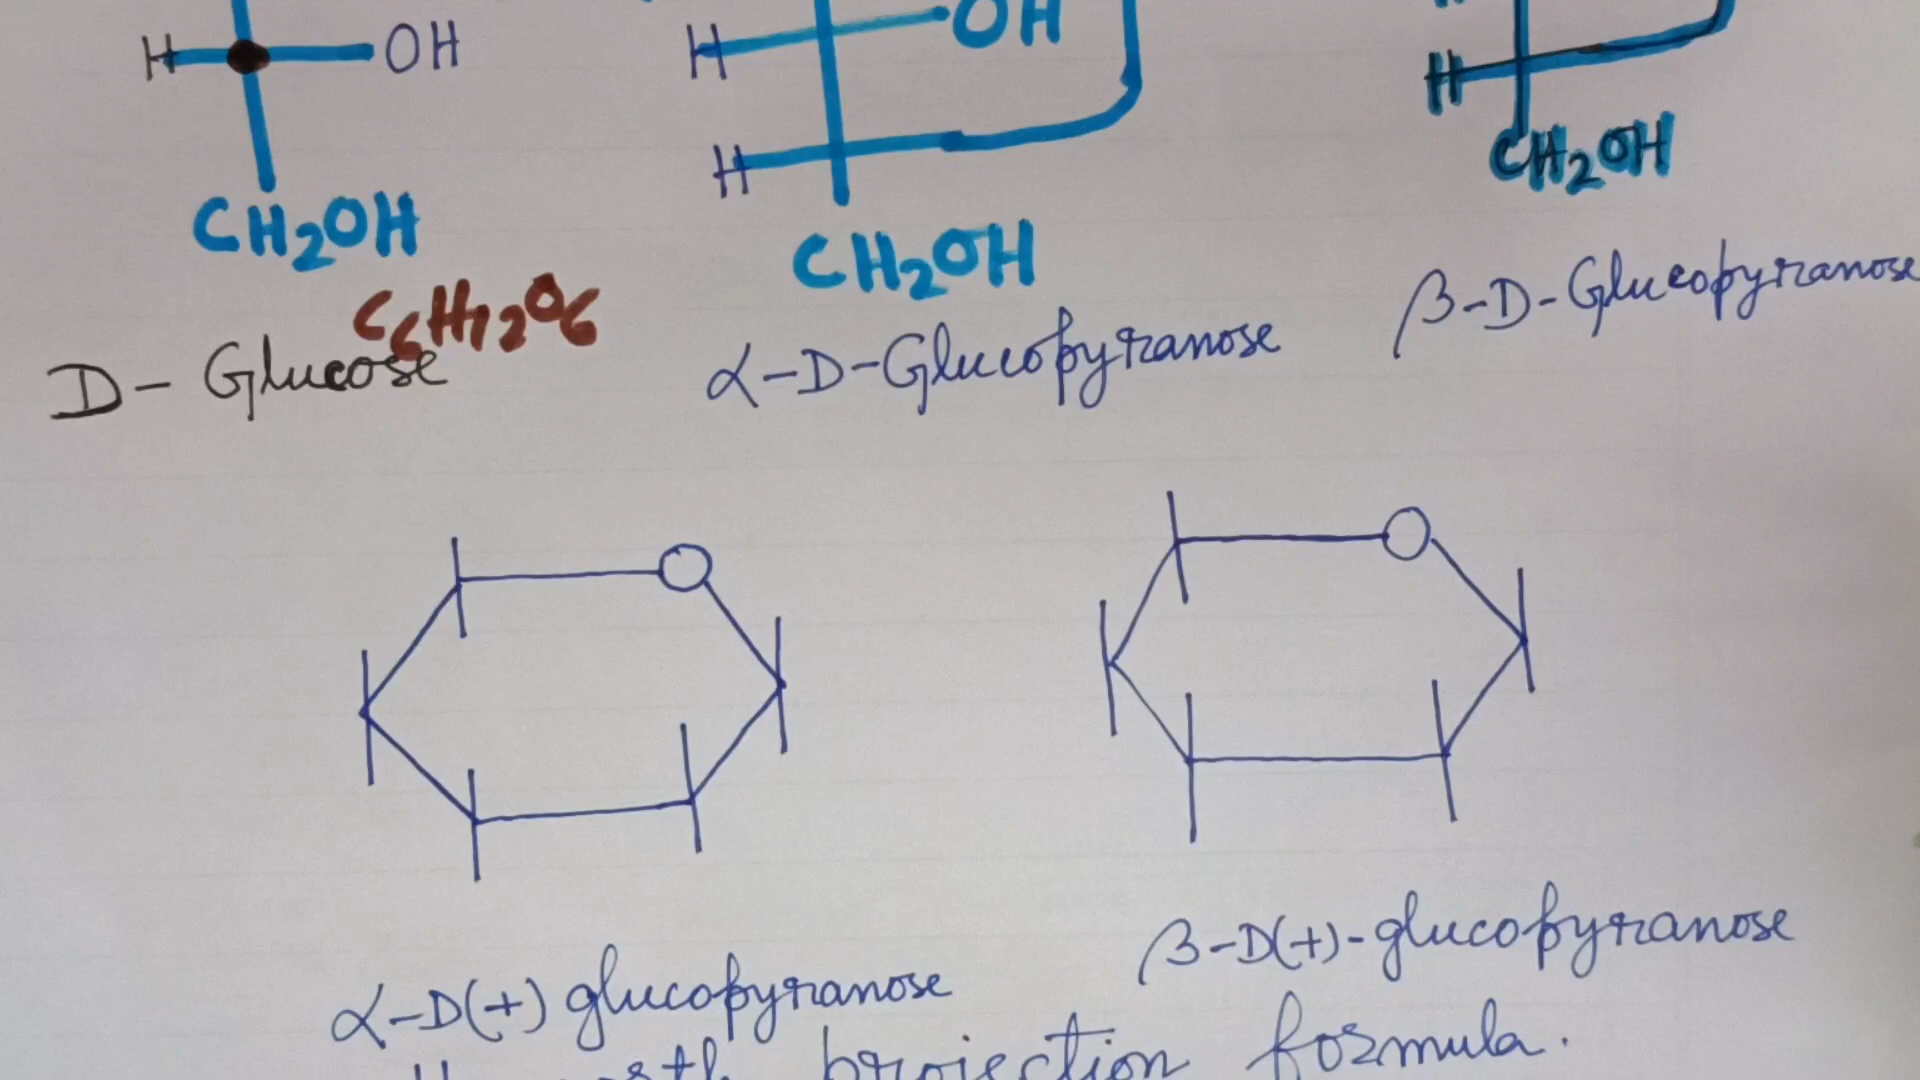 H OH
H OH
H
H
CH2OH
CH2OH
CH2OH
C6H12O6
D- Glucose
α-D-Glucopyranose
β-D-Glucopyranose
O
O
α-D(+) glucopyranose
β-D(+)-glucopyranose
projection formula.